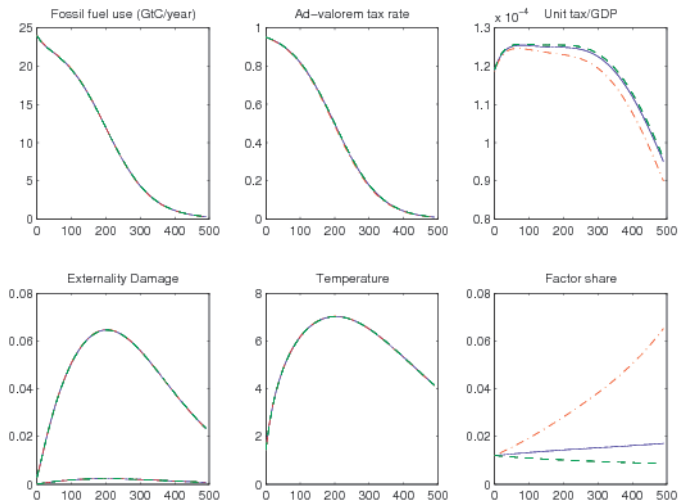 Fossil fuel use (GtC/year)
Ad-valorem tax rate
Unit tax/GDP
x 10⁻⁴
25
20
15
10
5
0
0 100 200 300 400 500
1
0.8
0.6
0.4
0.2
0
0 100 200 300 400 500
1.3
1.2
1.1
1
0.9
0.8
0 100 200 300 400 500
Externality Damage
Temperature
Factor share
0.08
0.06
0.04
0.02
0
0 100 200 300 400 500
8
6
4
2
0
0 100 200 300 400 500
0.08
0.06
0.04
0.02
0
0 100 200 300 400 500